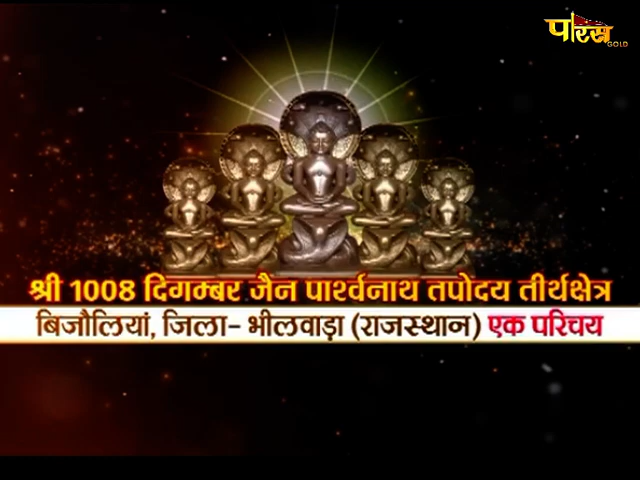 पारस
GOLD
श्री 1008 दिगम्बर जैन पार्श्वनाथ तपोदय तीर्थक्षेत्र
बिजौलियां, जिला- भीलवाड़ा (राजस्थान) एक परिचय